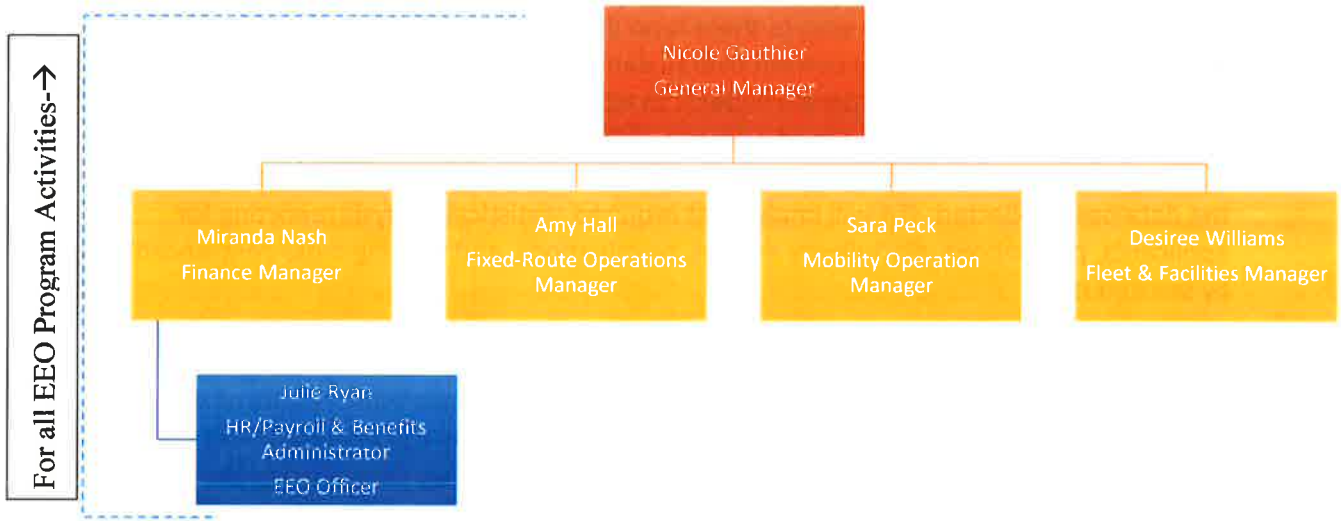 For all EEO Program Activities-→
Nicole Gauthier
General Manager
Miranda Nash
Finance Manager
Amy Hall
Fixed-Route Operations
Manager
Sara Peck
Mobility Operation
Manager
Desiree Williams
Fleet & Facilities Manager
Julie Ryan
HR/Payroll & Benefits
Administrator
EEO Officer